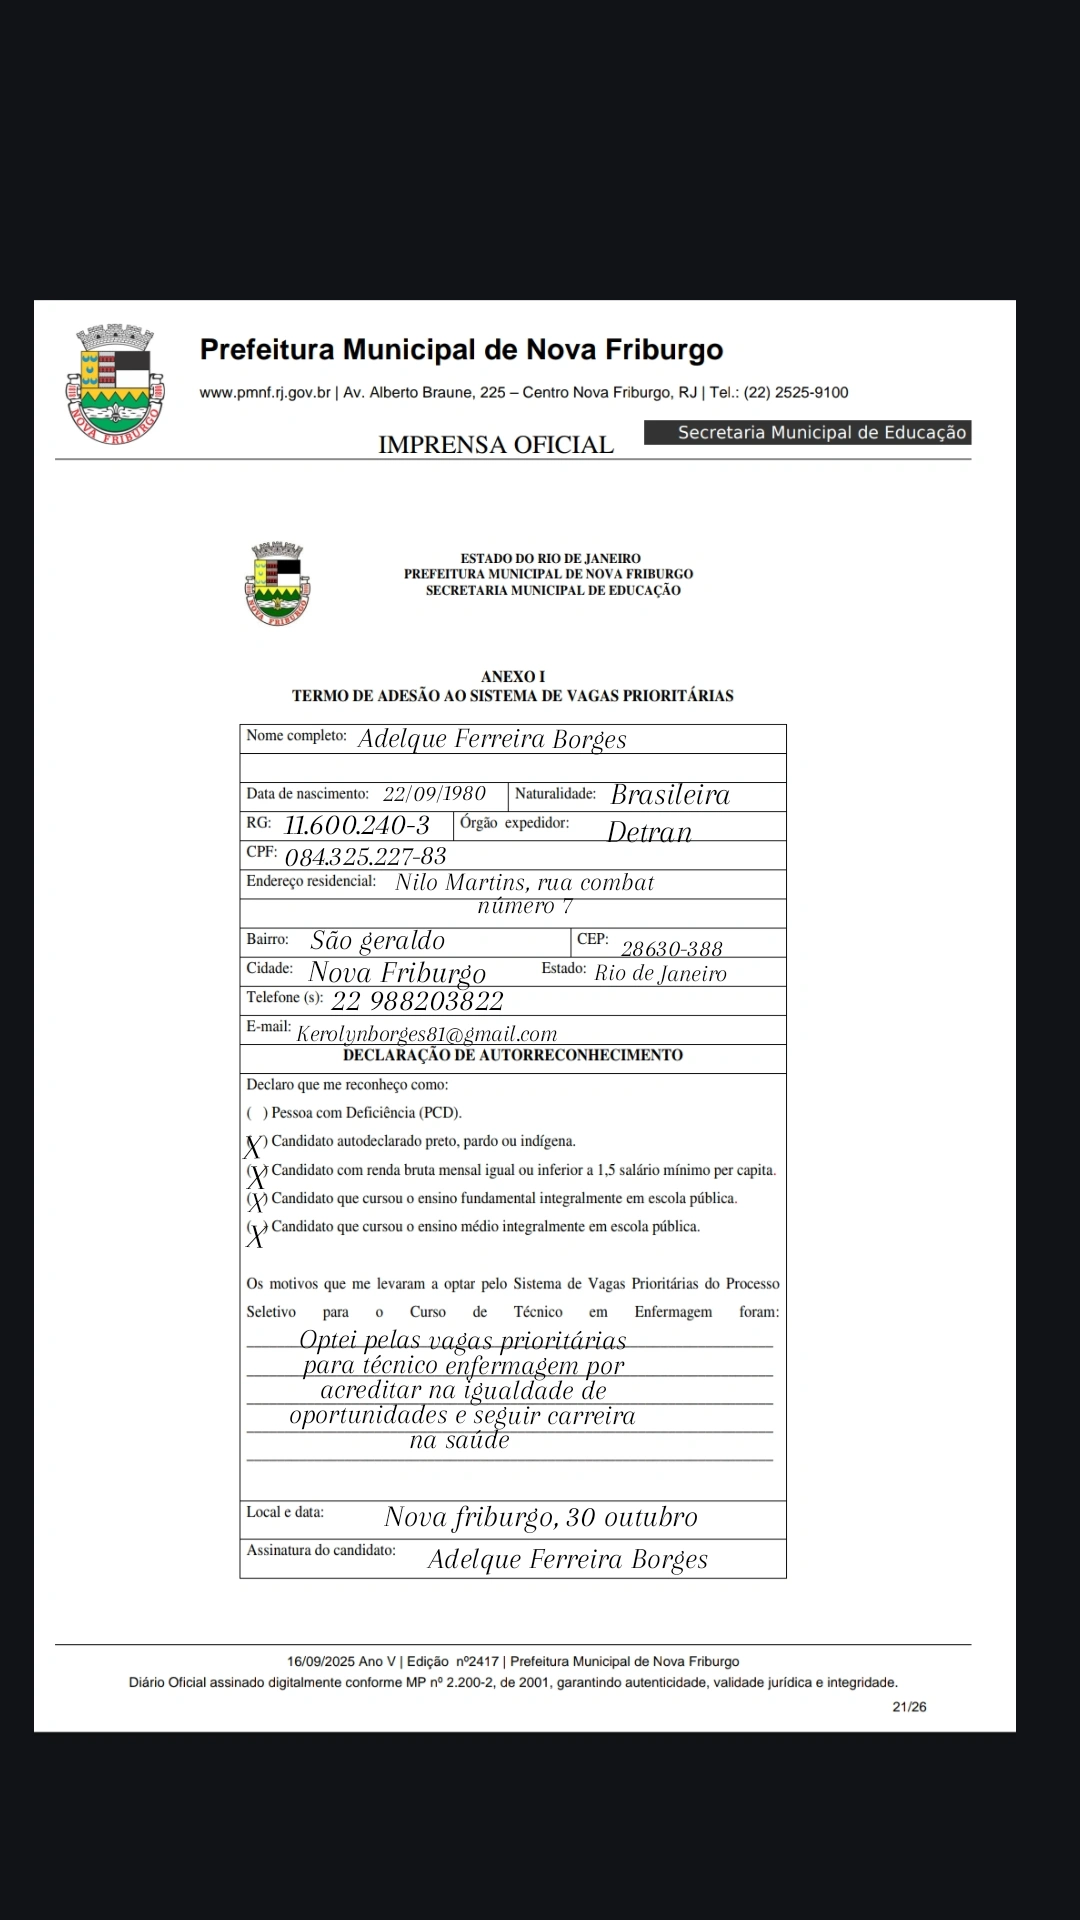 Prefeitura Municipal de Nova Friburgo
www.pmnf.rj.gov.br | Av. Alberto Braune, 225 – Centro Nova Friburgo, RJ | Tel.: (22) 2525-9100
IMPRENSA OFICIAL
Secretaria Municipal de Educação
NOVA FRIBURGO
ESTADO DO RIO DE JANEIRO
PREFEITURA MUNICIPAL DE NOVA FRIBURGO
SECRETARIA MUNICIPAL DE EDUCAÇÃO
NOVA FRIBURGO
ANEXO I
TERMO DE ADESÃO AO SISTEMA DE VAGAS PRIORITÁRIAS
Nome completo: Adelque Ferreira Borges
Data de nascimento: 22/09/1980 Naturalidade: Brasileira
RG: 11.600.240-3 Órgão expedidor: Detran
CPF: 084.325.227-83
Endereço residencial: Nilo Martins, rua combat
número 7
Bairro: São geraldo CEP: 28630-388
Cidade: Nova Friburgo Estado: Rio de Janeiro
Telefone (s): 22 988203822
E-mail: Kerolynborges81@gmail.com
DECLARAÇÃO DE AUTORRECONHECIMENTO
Declaro que me reconheço como:
( ) Pessoa com Deficiência (PCD).
(X) Candidato autodeclarado preto, pardo ou indígena.
(X) Candidato com renda bruta mensal igual ou inferior a 1,5 salário mínimo per capita.
(X) Candidato que cursou o ensino fundamental integralmente em escola pública.
(X) Candidato que cursou o ensino médio integralmente em escola pública.
Os motivos que me levaram a optar pelo Sistema de Vagas Prioritárias do Processo
Seletivo para o Curso de Técnico em Enfermagem foram:
Optei pelas vagas prioritárias
para técnico enfermagem por
acreditar na igualdade de
oportunidades e seguir carreira
na saúde
Local e data: Nova friburgo, 30 outubro
Assinatura do candidato: Adelque Ferreira Borges
16/09/2025 Ano V | Edição nº2417 | Prefeitura Municipal de Nova Friburgo
Diário Oficial assinado digitalmente conforme MP nº 2.200-2, de 2001, garantindo autenticidade, validade jurídica e integridade.
21/26